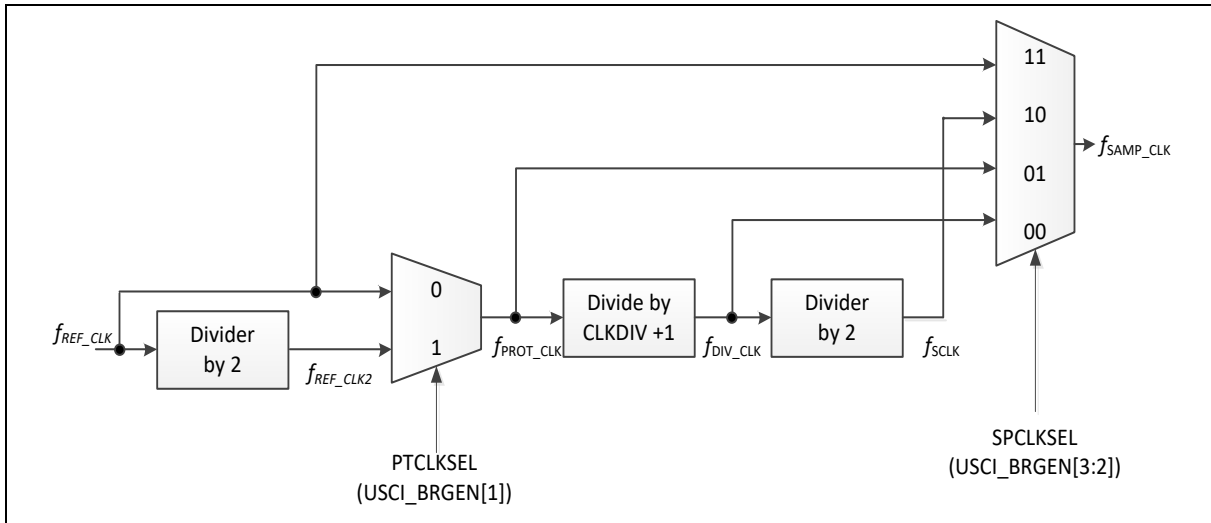 11
10
01
00
fSAMP_CLK
fREF_CLK
Divider
by 2
fREF_CLK2
0
1
fPROT_CLK
Divide by
CLKDIV +1
fDIV_CLK
Divider
by 2
fSCLK
PTCLKSEL
(USCI_BRGEN[1])
SPCLKSEL
(USCI_BRGEN[3:2])